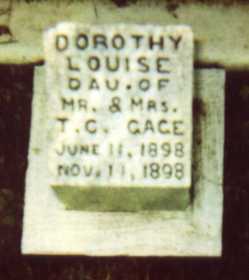 DOROTHY
LOUISE
DAU. OF
MR. & MRS.
T. C. GAGE
JUNE 11, 1898
NOV. 11, 1898